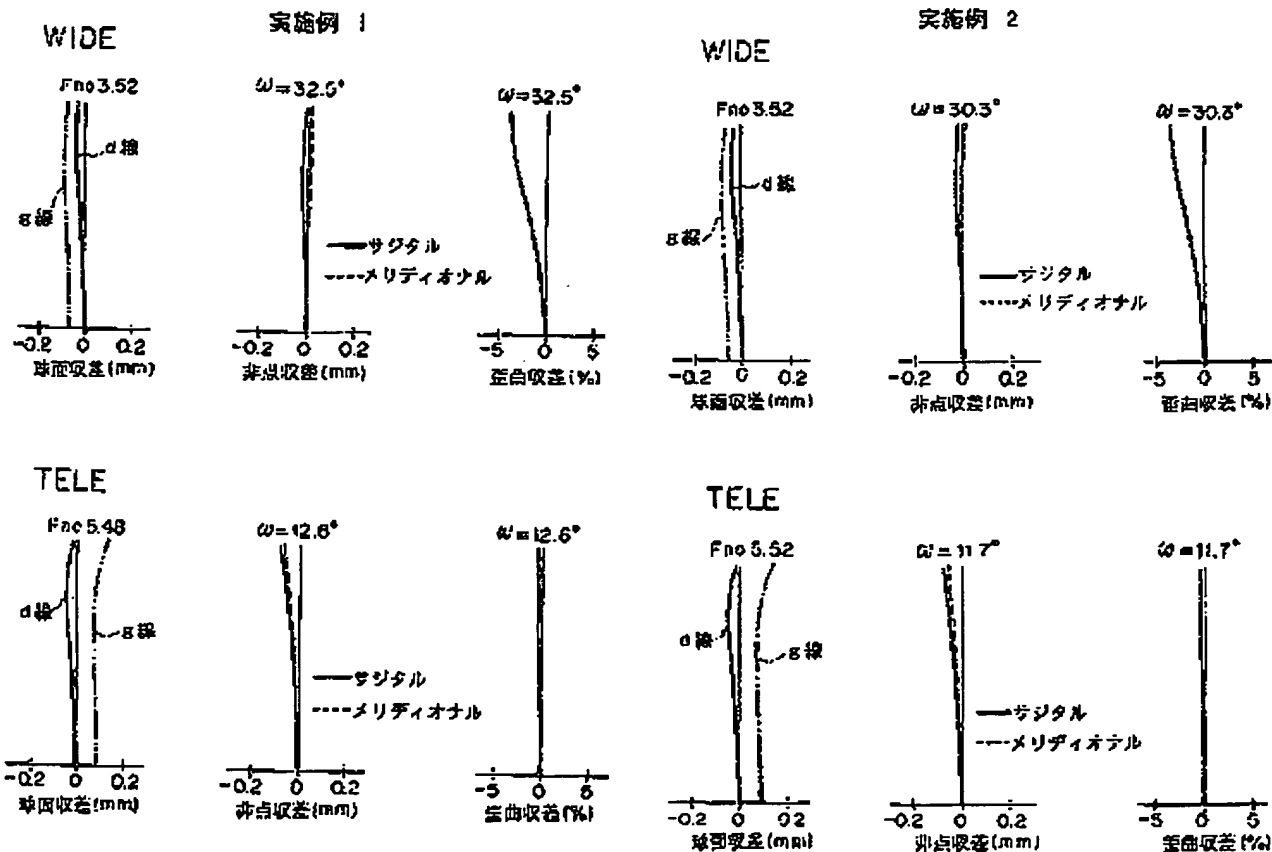 実施例 1
WIDE
Fno3.52
ω=32.5°
ω=32.5°
d線
g線
サジタル
メリディオナル
-0.2 0 0.2
球面収差(mm)
-0.2 0 0.2
非点収差(mm)
-5 0 5
歪曲収差(%)
TELE
Fno5.48
ω=12.6°
ω=12.6°
d線
g線
サジタル
メリディオナル
-0.2 0 0.2
球面収差(mm)
-0.2 0 0.2
非点収差(mm)
-5 0 5
歪曲収差(%)
実施例 2
WIDE
Fno3.52
ω=30.3°
ω=30.3°
d線
g線
サジタル
メリディオナル
-0.2 0 0.2
球面収差(mm)
-0.2 0 0.2
非点収差(mm)
-5 0 5
歪曲収差(%)
TELE
ω=11.7°
ω=11.7°
d線
g線
サジタル
メリディオナル
-0.2 0 0.2
球面収差(mm)
-0.2 0 0.2
非点収差(mm)
-5 0 5
歪曲収差(%)